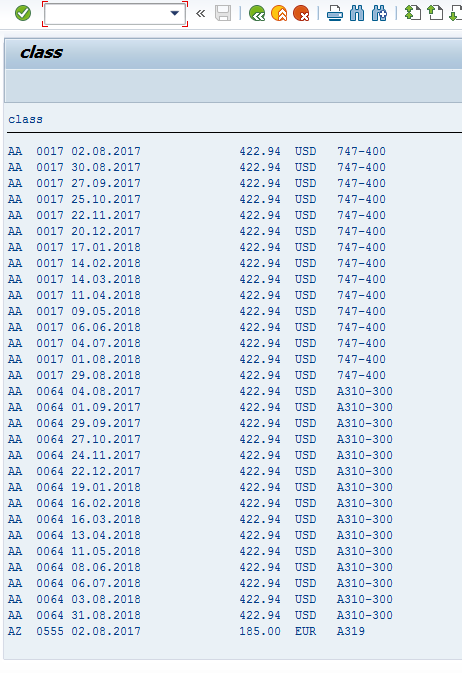 class
class
AA 0017 02.08.2017 422.94 USD 747-400
AA 0017 30.08.2017 422.94 USD 747-400
AA 0017 27.09.2017 422.94 USD 747-400
AA 0017 25.10.2017 422.94 USD 747-400
AA 0017 22.11.2017 422.94 USD 747-400
AA 0017 20.12.2017 422.94 USD 747-400
AA 0017 17.01.2018 422.94 USD 747-400
AA 0017 14.02.2018 422.94 USD 747-400
AA 0017 14.03.2018 422.94 USD 747-400
AA 0017 11.04.2018 422.94 USD 747-400
AA 0017 09.05.2018 422.94 USD 747-400
AA 0017 06.06.2018 422.94 USD 747-400
AA 0017 04.07.2018 422.94 USD 747-400
AA 0017 01.08.2018 422.94 USD 747-400
AA 0017 29.08.2018 422.94 USD 747-400
AA 0064 04.08.2017 422.94 USD A310-300
AA 0064 01.09.2017 422.94 USD A310-300
AA 0064 29.09.2017 422.94 USD A310-300
AA 0064 27.10.2017 422.94 USD A310-300
AA 0064 24.11.2017 422.94 USD A310-300
AA 0064 22.12.2017 422.94 USD A310-300
AA 0064 19.01.2018 422.94 USD A310-300
AA 0064 16.02.2018 422.94 USD A310-300
AA 0064 16.03.2018 422.94 USD A310-300
AA 0064 13.04.2018 422.94 USD A310-300
AA 0064 11.05.2018 422.94 USD A310-300
AA 0064 08.06.2018 422.94 USD A310-300
AA 0064 06.07.2018 422.94 USD A310-300
AA 0064 03.08.2018 422.94 USD A310-300
AA 0064 31.08.2018 422.94 USD A310-300
AZ 0555 02.08.2017 185.00 EUR A319